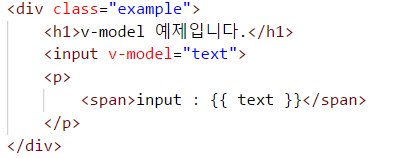 <div class="example">
    <h1>v-model 예제입니다.</h1>
    <input v-model="text">
    <p>
        <span>input : {{ text }}</span>
    </p>
</div>